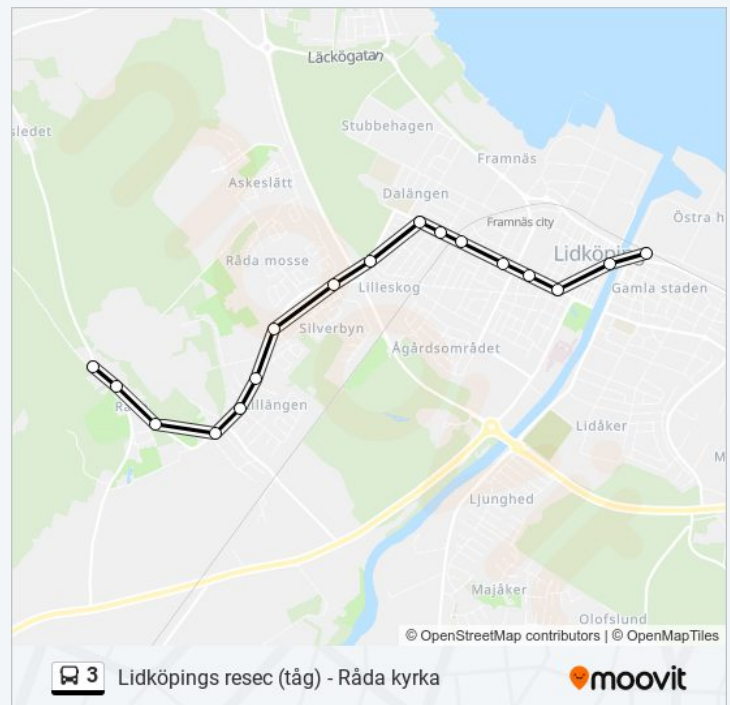 Läckögatan
Stubbehagen
sledet
Framnäs
Askeslätt
Dalängen
Framnäs city
Östra h
Lidköping
Råda mosse
Lilleskog
Gamla staden
Silverbyn
Ågårdsområdet
Lillängen
Lidåker
M
Ljunghed
Majåker
Olofslund
© OpenStreetMap contributors | © OpenMapTiles
3 Lidköpings resec (tåg) - Råda kyrka
moovit